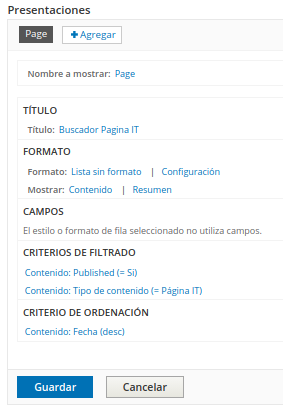 Presentaciones
Page
Agregar
Nombre a mostrar: Page
TÍTULO
Título: Buscador Pagina IT
FORMATO
Formato: Lista sin formato | Configuración
Mostrar: Contenido | Resumen
CAMPOS
El estilo o formato de fila seleccionado no utiliza campos.
CRITERIOS DE FILTRADO
Contenido: Published (= Sí)
Contenido: Tipo de contenido (= Página IT)
CRITERIO DE ORDENACIÓN
Contenido: Fecha (desc)
Guardar
Cancelar